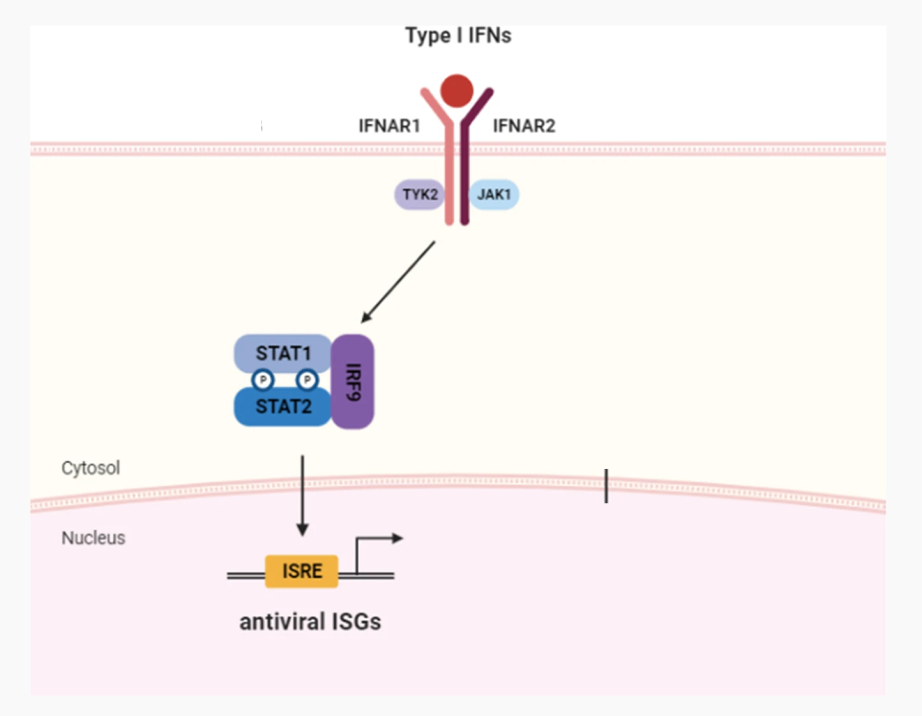 Type I IFNs
IFNAR1
IFNAR2
TYK2
JAK1
STAT1
P
P
STAT2
IRF9
Cytosol
Nucleus
ISRE
antiviral ISGs